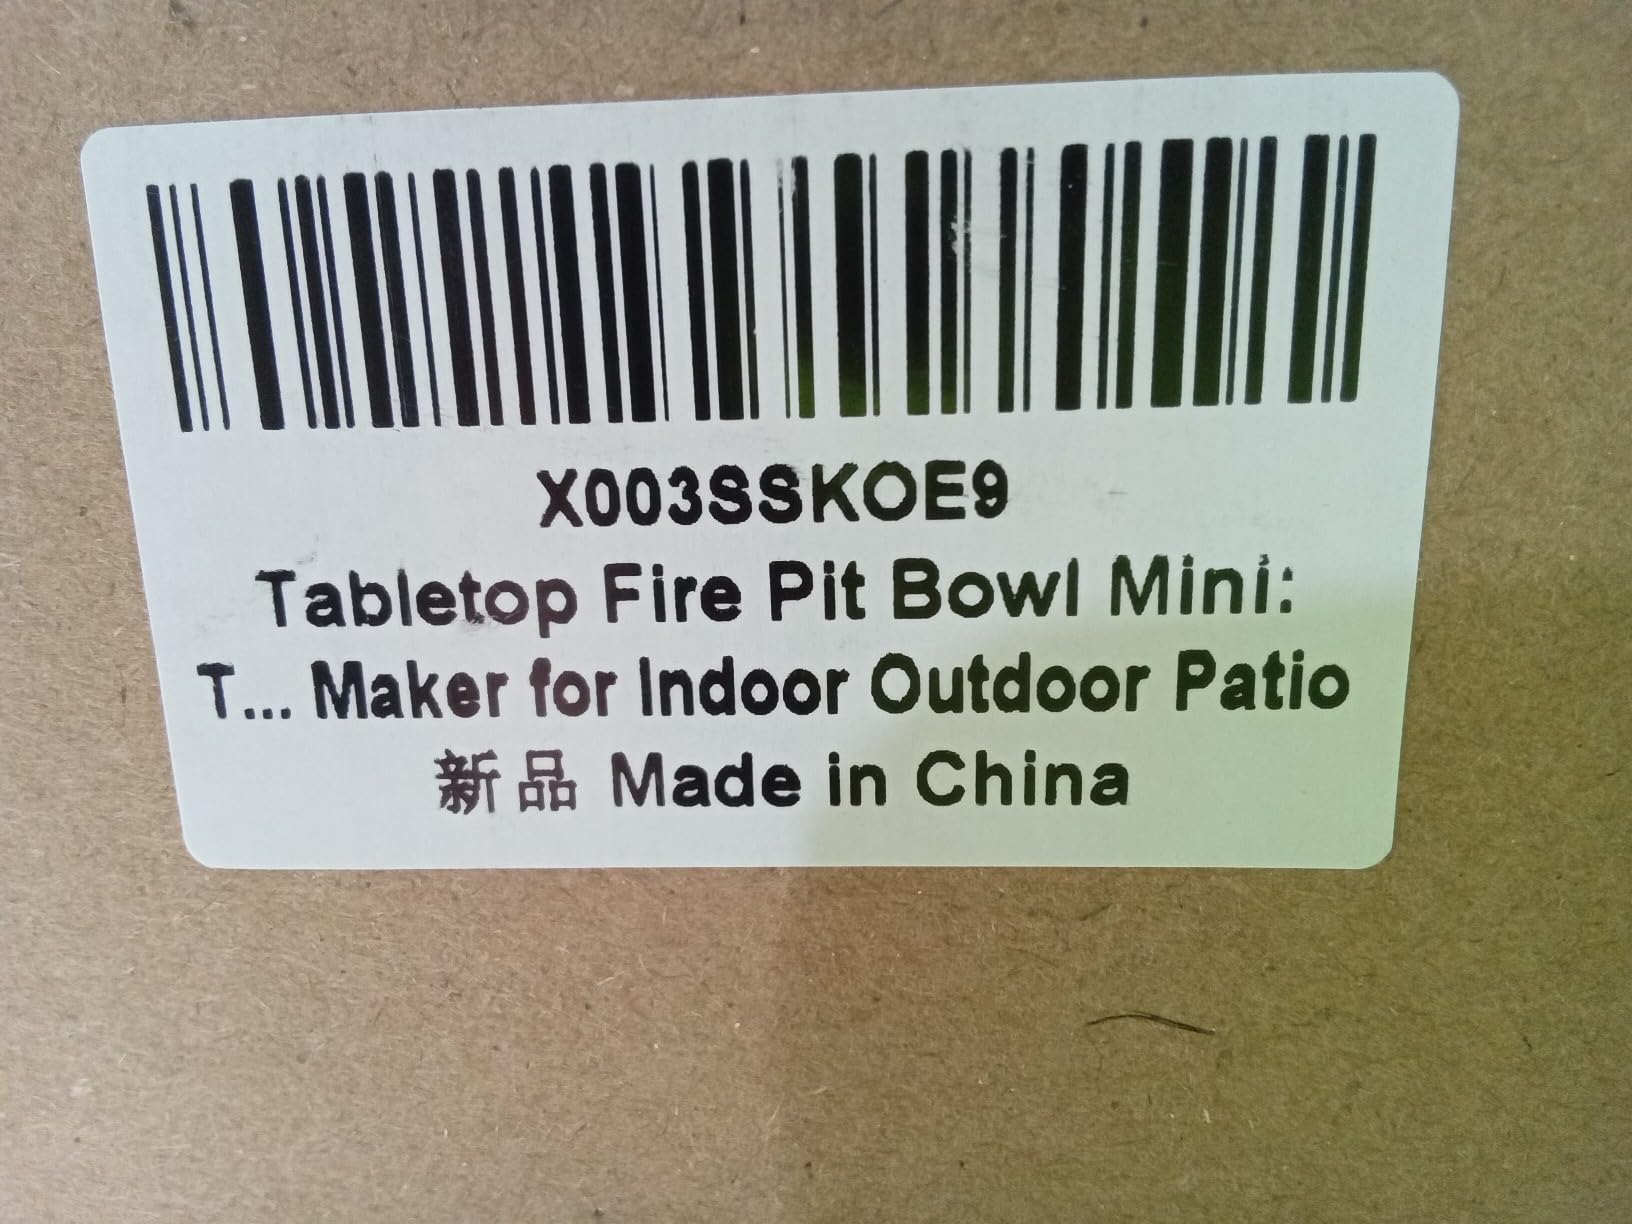 X003SSKOE9
Tabletop Fire Pit Bowl Mini:
T... Maker for Indoor Outdoor Patio
新品 Made in China